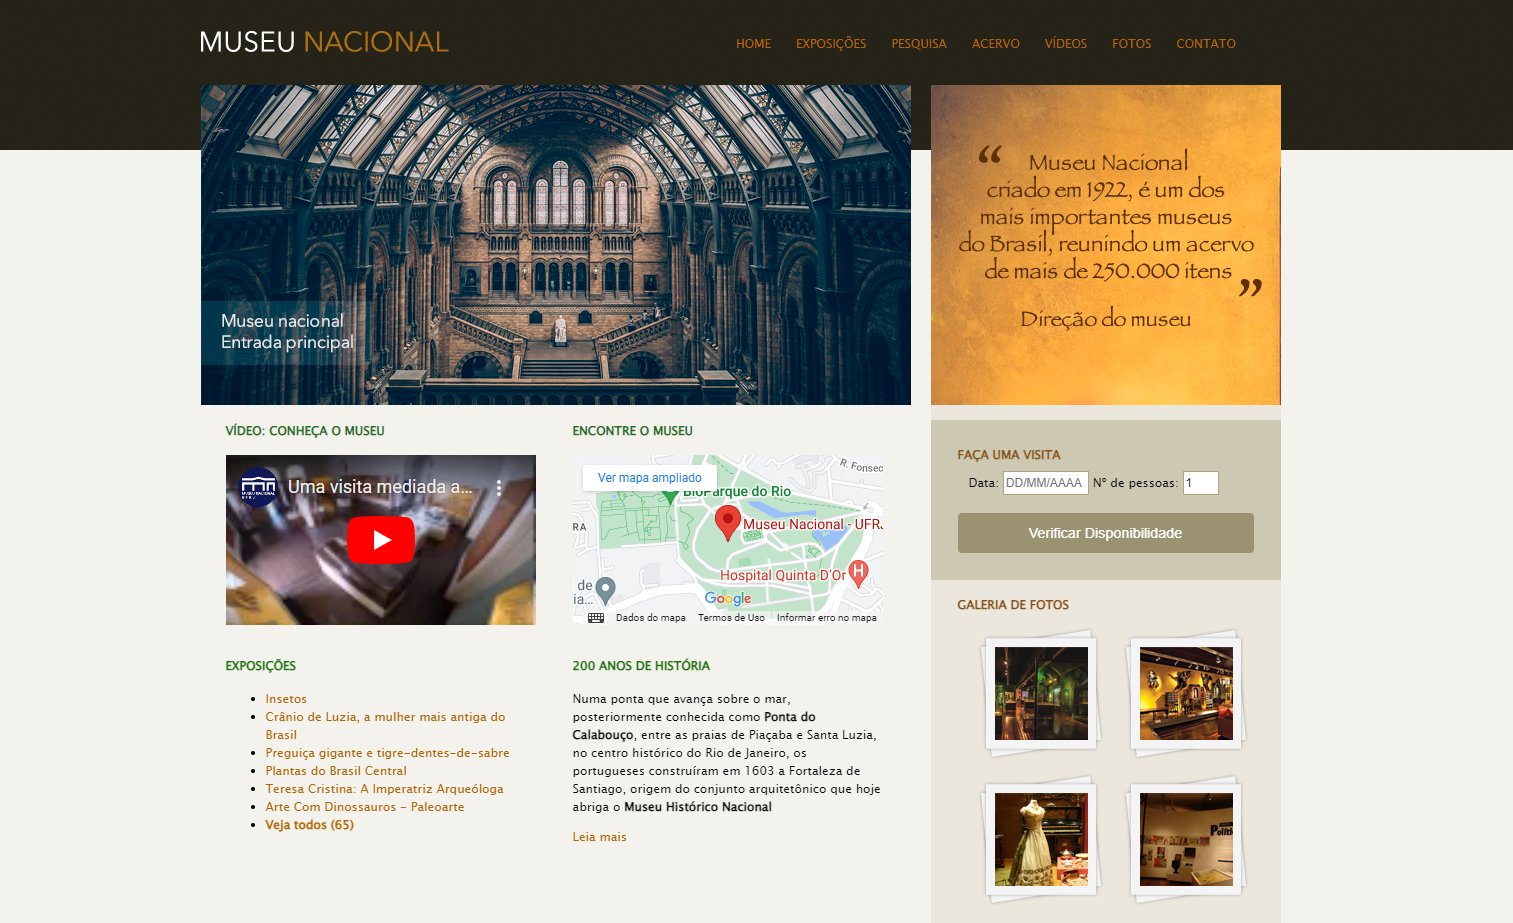 MUSEU NACIONAL
HOME EXPOSIÇÕES PESQUISA ACERVO VÍDEOS FOTOS CONTATO
Museu nacional
Entrada principal
“ Museu Nacional
criado em 1922, é um dos
mais importantes museus
do Brasil, reunindo um acervo
de mais de 250.000 itens ”
Direção do museu
VÍDEO: CONHEÇA O MUSEU
MUSEU NACIONAL
UFRJ
Uma visita mediada a...
ENCONTRE O MUSEU
R. Fonsec
Ver mapa ampliado
BioParque do Rio
RA
Museu Nacional - UFRJ
Hospital Quinta D'Or
H
de
ia...
Google
Dados do mapa Termos de Uso Informar erro no mapa
FAÇA UMA VISITA
Data: DD/MM/AAAA Nº de pessoas: 1
Verificar Disponibilidade
EXPOSIÇÕES
Insetos
Crânio de Luzia, a mulher mais antiga do
Brasil
Preguiça gigante e tigre-dentes-de-sabre
Plantas do Brasil Central
Teresa Cristina: A Imperatriz Arqueóloga
Arte Com Dinossauros - Paleoarte
Veja todos (65)
200 ANOS DE HISTÓRIA
Numa ponta que avança sobre o mar,
posteriormente conhecida como Ponta do
Calabouço, entre as praias de Piaçaba e Santa Luzia,
no centro histórico do Rio de Janeiro, os
portugueses construíram em 1603 a Fortaleza de
Santiago, origem do conjunto arquitetônico que hoje
abriga o Museu Histórico Nacional
Leia mais
GALERIA DE FOTOS